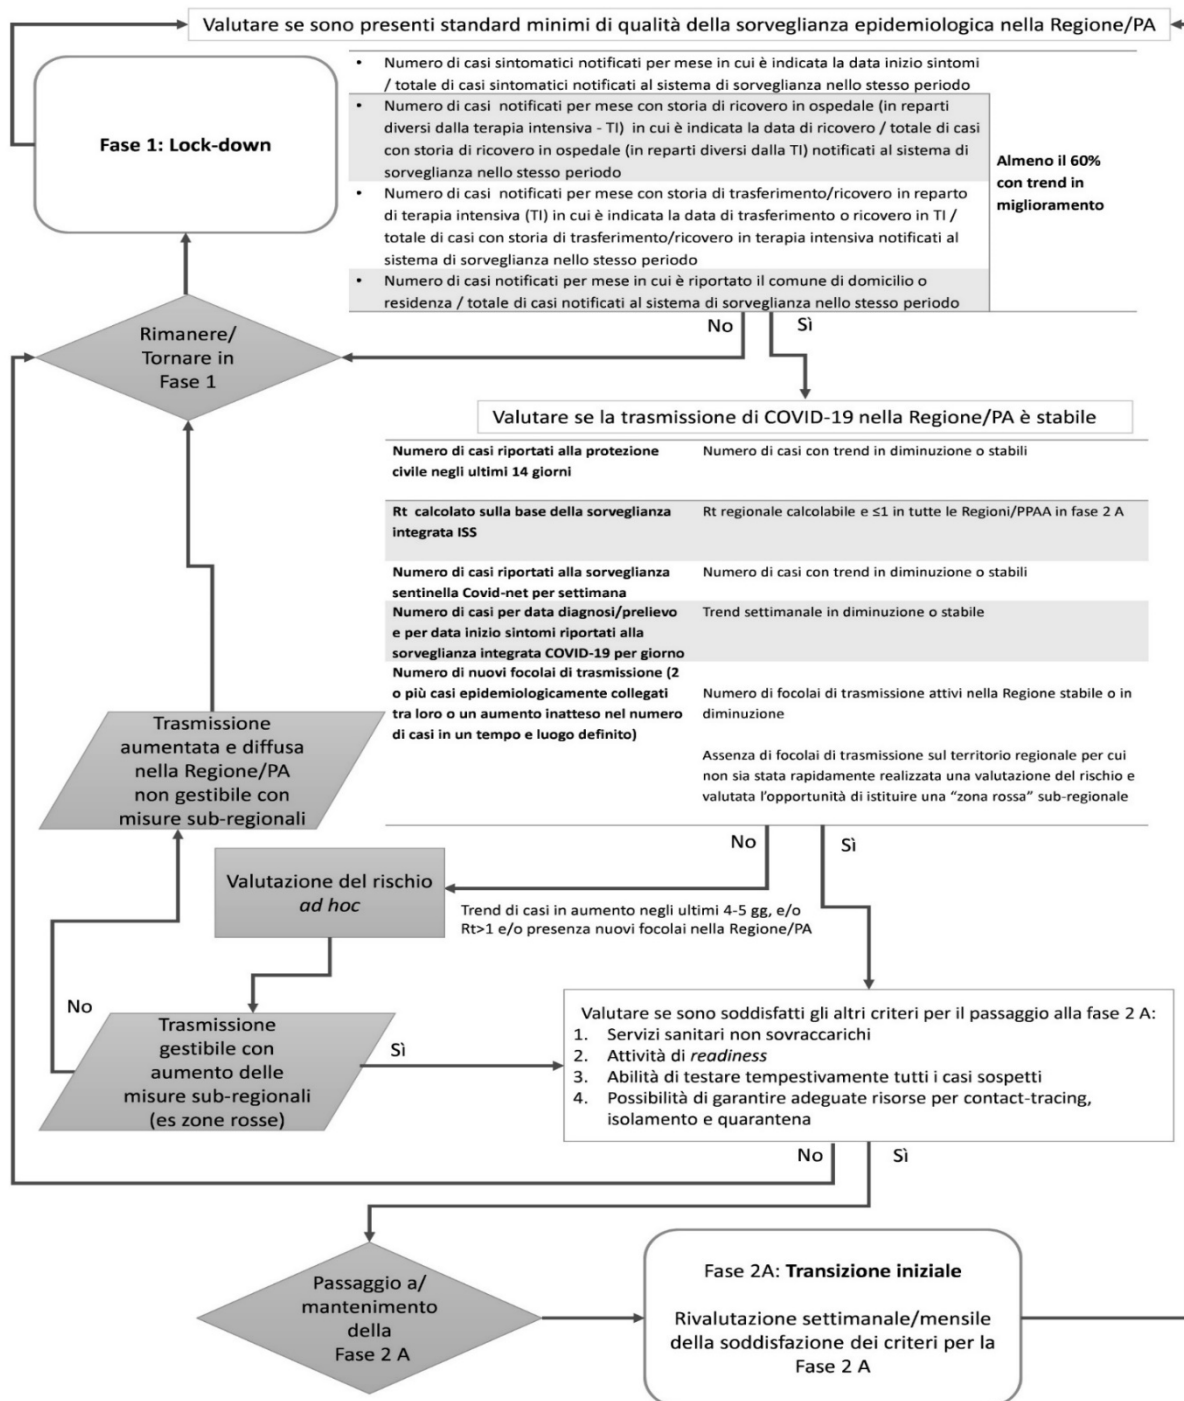 Valutare se sono presenti standard minimi di qualità della sorveglianza epidemiologica nella Regione/PA
Fase 1: Lock-down
• Numero di casi sintomatici notificati per mese in cui è indicata la data inizio sintomi
/ totale di casi sintomatici notificati al sistema di sorveglianza nello stesso periodo
• Numero di casi notificati per mese con storia di ricovero in ospedale (in reparti
diversi dalla terapia intensiva - TI) in cui è indicata la data di ricovero / totale di casi
con storia di ricovero in ospedale (in reparti diversi dalla TI) notificati al sistema di
sorveglianza nello stesso periodo
• Numero di casi notificati per mese con storia di trasferimento/ricovero in reparto
di terapia intensiva (TI) in cui è indicata la data di trasferimento o ricovero in TI /
totale di casi con storia di trasferimento/ricovero in terapia intensiva notificati al
sistema di sorveglianza nello stesso periodo
• Numero di casi notificati per mese in cui è riportato il comune di domicilio o
residenza / totale di casi notificati al sistema di sorveglianza nello stesso periodo
Almeno il 60%
con trend in
miglioramento
No
Sì
Rimanere/
Tornare in
Fase 1
Valutare se la trasmissione di COVID-19 nella Regione/PA è stabile
Numero di casi riportati alla protezione
civile negli ultimi 14 giorni
Numero di casi con trend in diminuzione o stabili
Rt calcolato sulla base della sorveglianza
integrata ISS
Rt regionale calcolabile e ≤1 in tutte le Regioni/PPAA in fase 2 A
Numero di casi riportati alla sorveglianza
sentinella Covid-net per settimana
Numero di casi con trend in diminuzione o stabili
Numero di casi per data diagnosi/prelievo
e per data inizio sintomi riportati alla
sorveglianza integrata COVID-19 per giorno
Trend settimanale in diminuzione o stabile
Numero di nuovi focolai di trasmissione (2
o più casi epidemiologicamente collegati
tra loro o un aumento inatteso nel numero
di casi in un tempo e luogo definito)
Numero di focolai di trasmissione attivi nella Regione stabile o in
diminuzione
Assenza di focolai di trasmissione sul territorio regionale per cui
non sia stata rapidamente realizzata una valutazione del rischio e
valutata l'opportunità di istituire una “zona rossa” sub-regionale
Trasmissione
aumentata e diffusa
nella Regione/PA
non gestibile con
misure sub-regionali
No
Sì
Valutazione del rischio
ad hoc
Trend di casi in aumento negli ultimi 4-5 gg, e/o
Rt>1 e/o presenza nuovi focolai nella Regione/PA
No
Trasmissione
gestibile con
aumento delle
misure sub-regionali
(es zone rosse)
Sì
Valutare se sono soddisfatti gli altri criteri per il passaggio alla fase 2 A:
1. Servizi sanitari non sovraccarichi
2. Attività di readiness
3. Abilità di testare tempestivamente tutti i casi sospetti
4. Possibilità di garantire adeguate risorse per contact-tracing,
isolamento e quarantena
No
Sì
Passaggio a/
mantenimento
della
Fase 2 A
Fase 2A: Transizione iniziale
Rivalutazione settimanale/mensile
della soddisfazione dei criteri per la
Fase 2 A